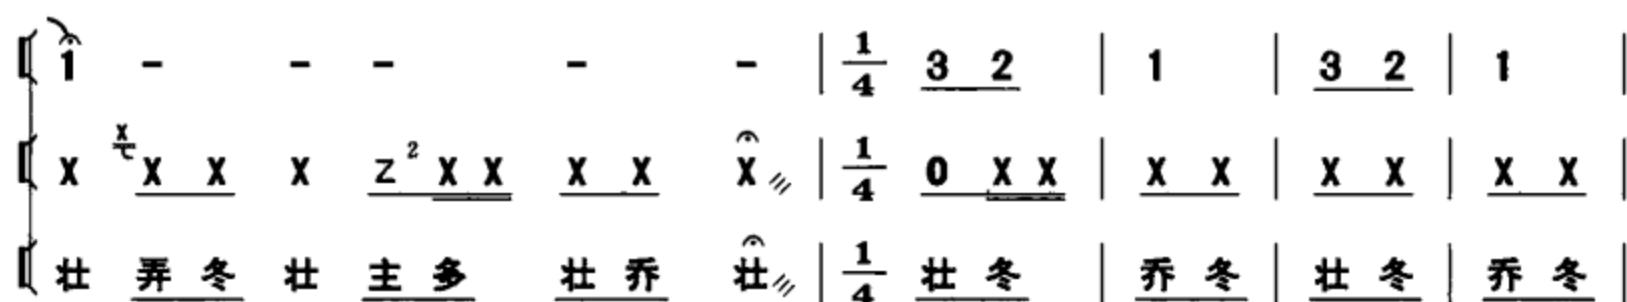 1 - - - - - | 1/4 3 2 | 1 | 3 2 | 1 |
X X X X X Z 2 X X X X X | 1/4 0 X X | X X | X X | X X |
壮 弄 冬 壮 主 多 壮 乔 壮 | 1/4 壮 冬 | 乔 冬 | 壮 冬 | 乔 冬 |